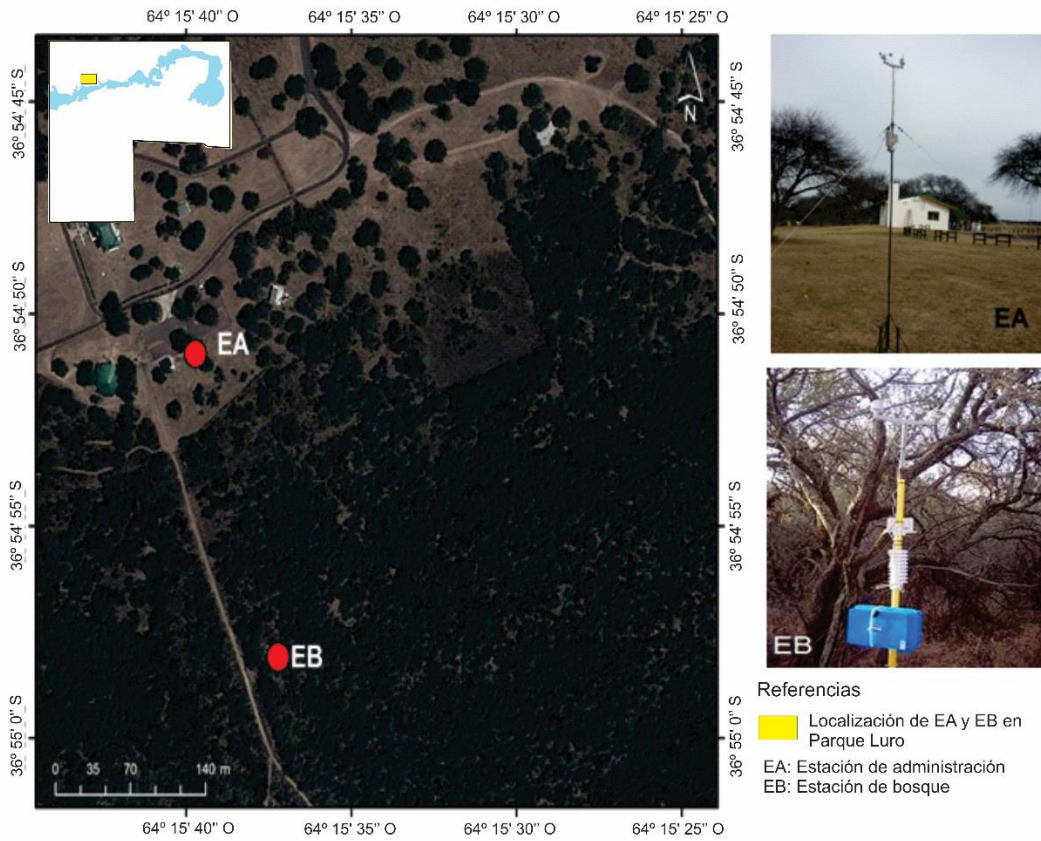 64º 15' 40'' O
64º 15' 35'' O
64º 15' 30'' O
64º 15' 25'' O
36º 54' 45'' S
36º 54' 45'' S
N
EA
36º 54' 50'' S
36º 54' 50'' S
EA
36º 54' 55'' S
36º 54' 55'' S
EB
EB
Referencias
Localización de EA y EB en
Parque Luro
EA: Estación de administración
EB: Estación de bosque
36º 55' 0'' S
36º 55' 0'' S
0 35 70 140 m
64º 15' 40'' O
64º 15' 35'' O
64º 15' 30'' O
64º 15' 25'' O